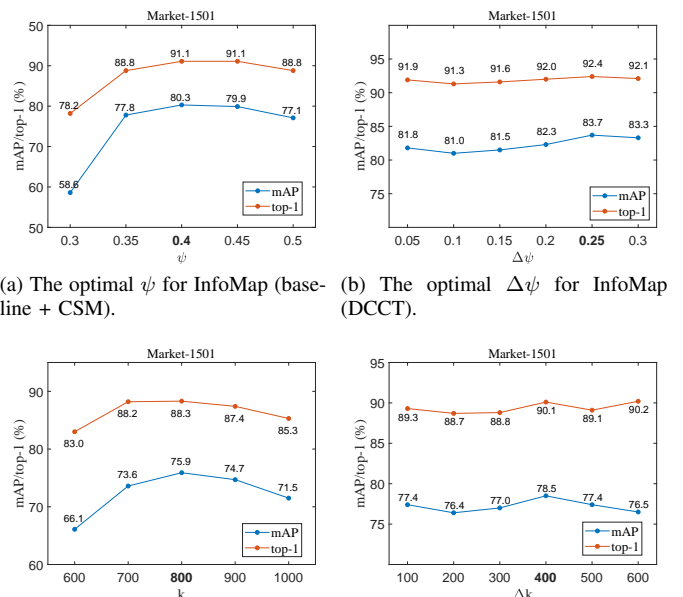 Market-1501
50
90
80
70
60
50
mAP/top-1 (%)
78.2
88.8
91.1
91.1
88.8
58.6
77.8
80.3
79.9
77.1
mAP
top-1
0.3 0.35 0.4 0.45 0.5
ψ
(a) The optimal ψ for InfoMap (base-
line + CSM).
Market-1501
95
90
85
80
75
mAP/top-1 (%)
91.9
91.3
91.6
92.0
92.4
92.1
81.8
81.0
81.5
82.3
83.7
83.3
mAP
top-1
0.05 0.1 0.15 0.2 0.25 0.3
Δψ
(b) The optimal Δψ for InfoMap
(DCCT).
Market-1501
90
80
70
60
mAP/top-1 (%)
83.0
88.2
88.3
87.4
85.3
66.1
73.6
75.9
74.7
71.5
mAP
top-1
600 700 800 900 1000
k
Market-1501
95
90
85
80
75
mAP/top-1 (%)
89.3
88.7
88.8
90.1
89.1
90.2
77.4
76.4
77.0
78.5
77.4
76.5
mAP
top-1
100 200 300 400 500 600
Δk